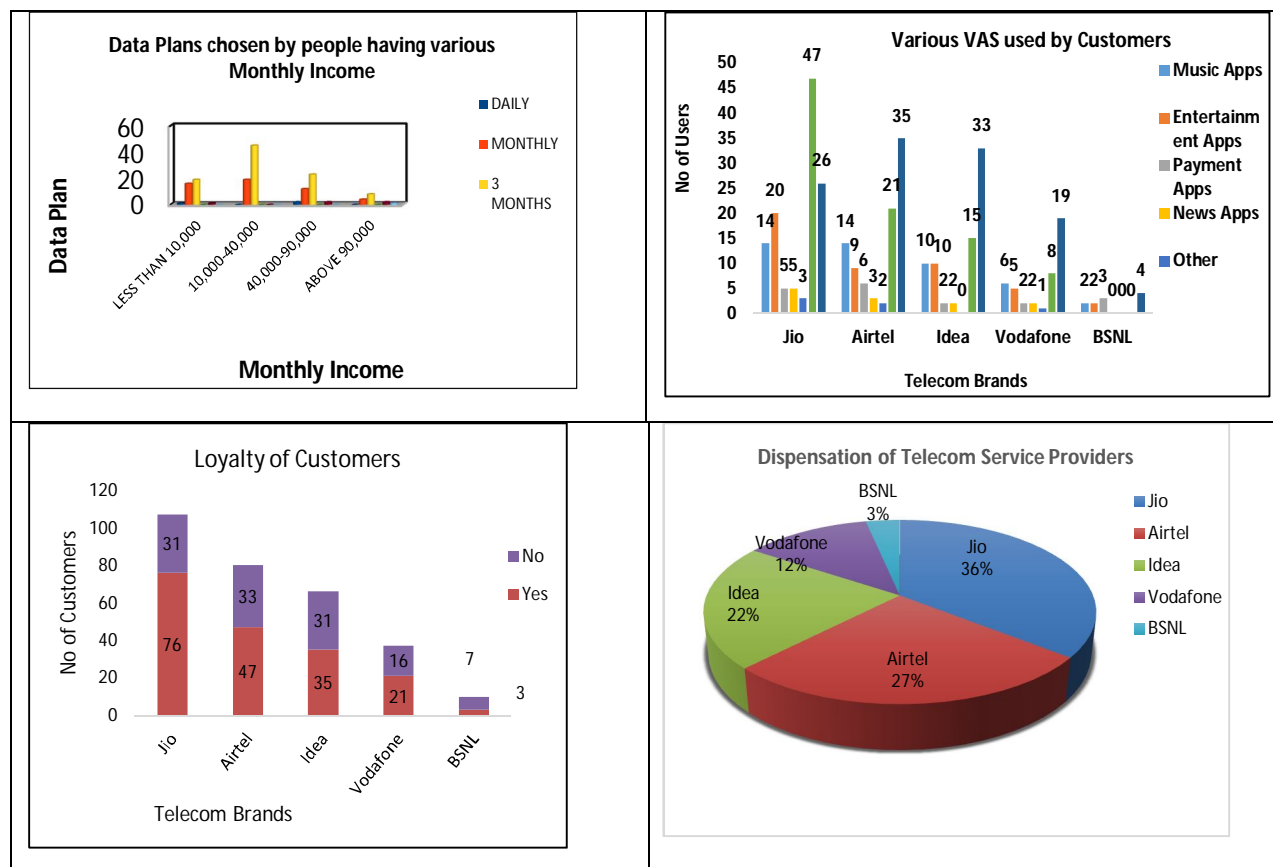 Data Plans chosen by people having various
Monthly Income
DAILY
MONTHLY
3
MONTHS
60
40
20
0
Data Plan
LESS THAN 10,000
10,000-40,000
40,000-90,000
ABOVE 90,000
Monthly Income
Various VAS used by Customers
No of Users
50
45
40
35
30
25
20
15
10
5
0
14 20 5 5 3 47 26
14 9 6 3 2 21 35
10 10 2 2 0 15 33
6 5 2 2 1 8 19
2 2 3 0 0 0 4
Jio Airtel Idea Vodafone BSNL
Telecom Brands
Music Apps
Entertainm
ent Apps
Payment
Apps
News Apps
Other
Loyalty of Customers
No of Customers
120
100
80
60
40
20
0
31 33 31 16 7
76 47 35 21 3
Jio Airtel Idea Vodafone BSNL
Telecom Brands
No
Yes
Dispensation of Telecom Service Providers
BSNL
3%
Vodafone
12%
Jio
36%
Idea
22%
Airtel
27%
Jio
Airtel
Idea
Vodafone
BSNL